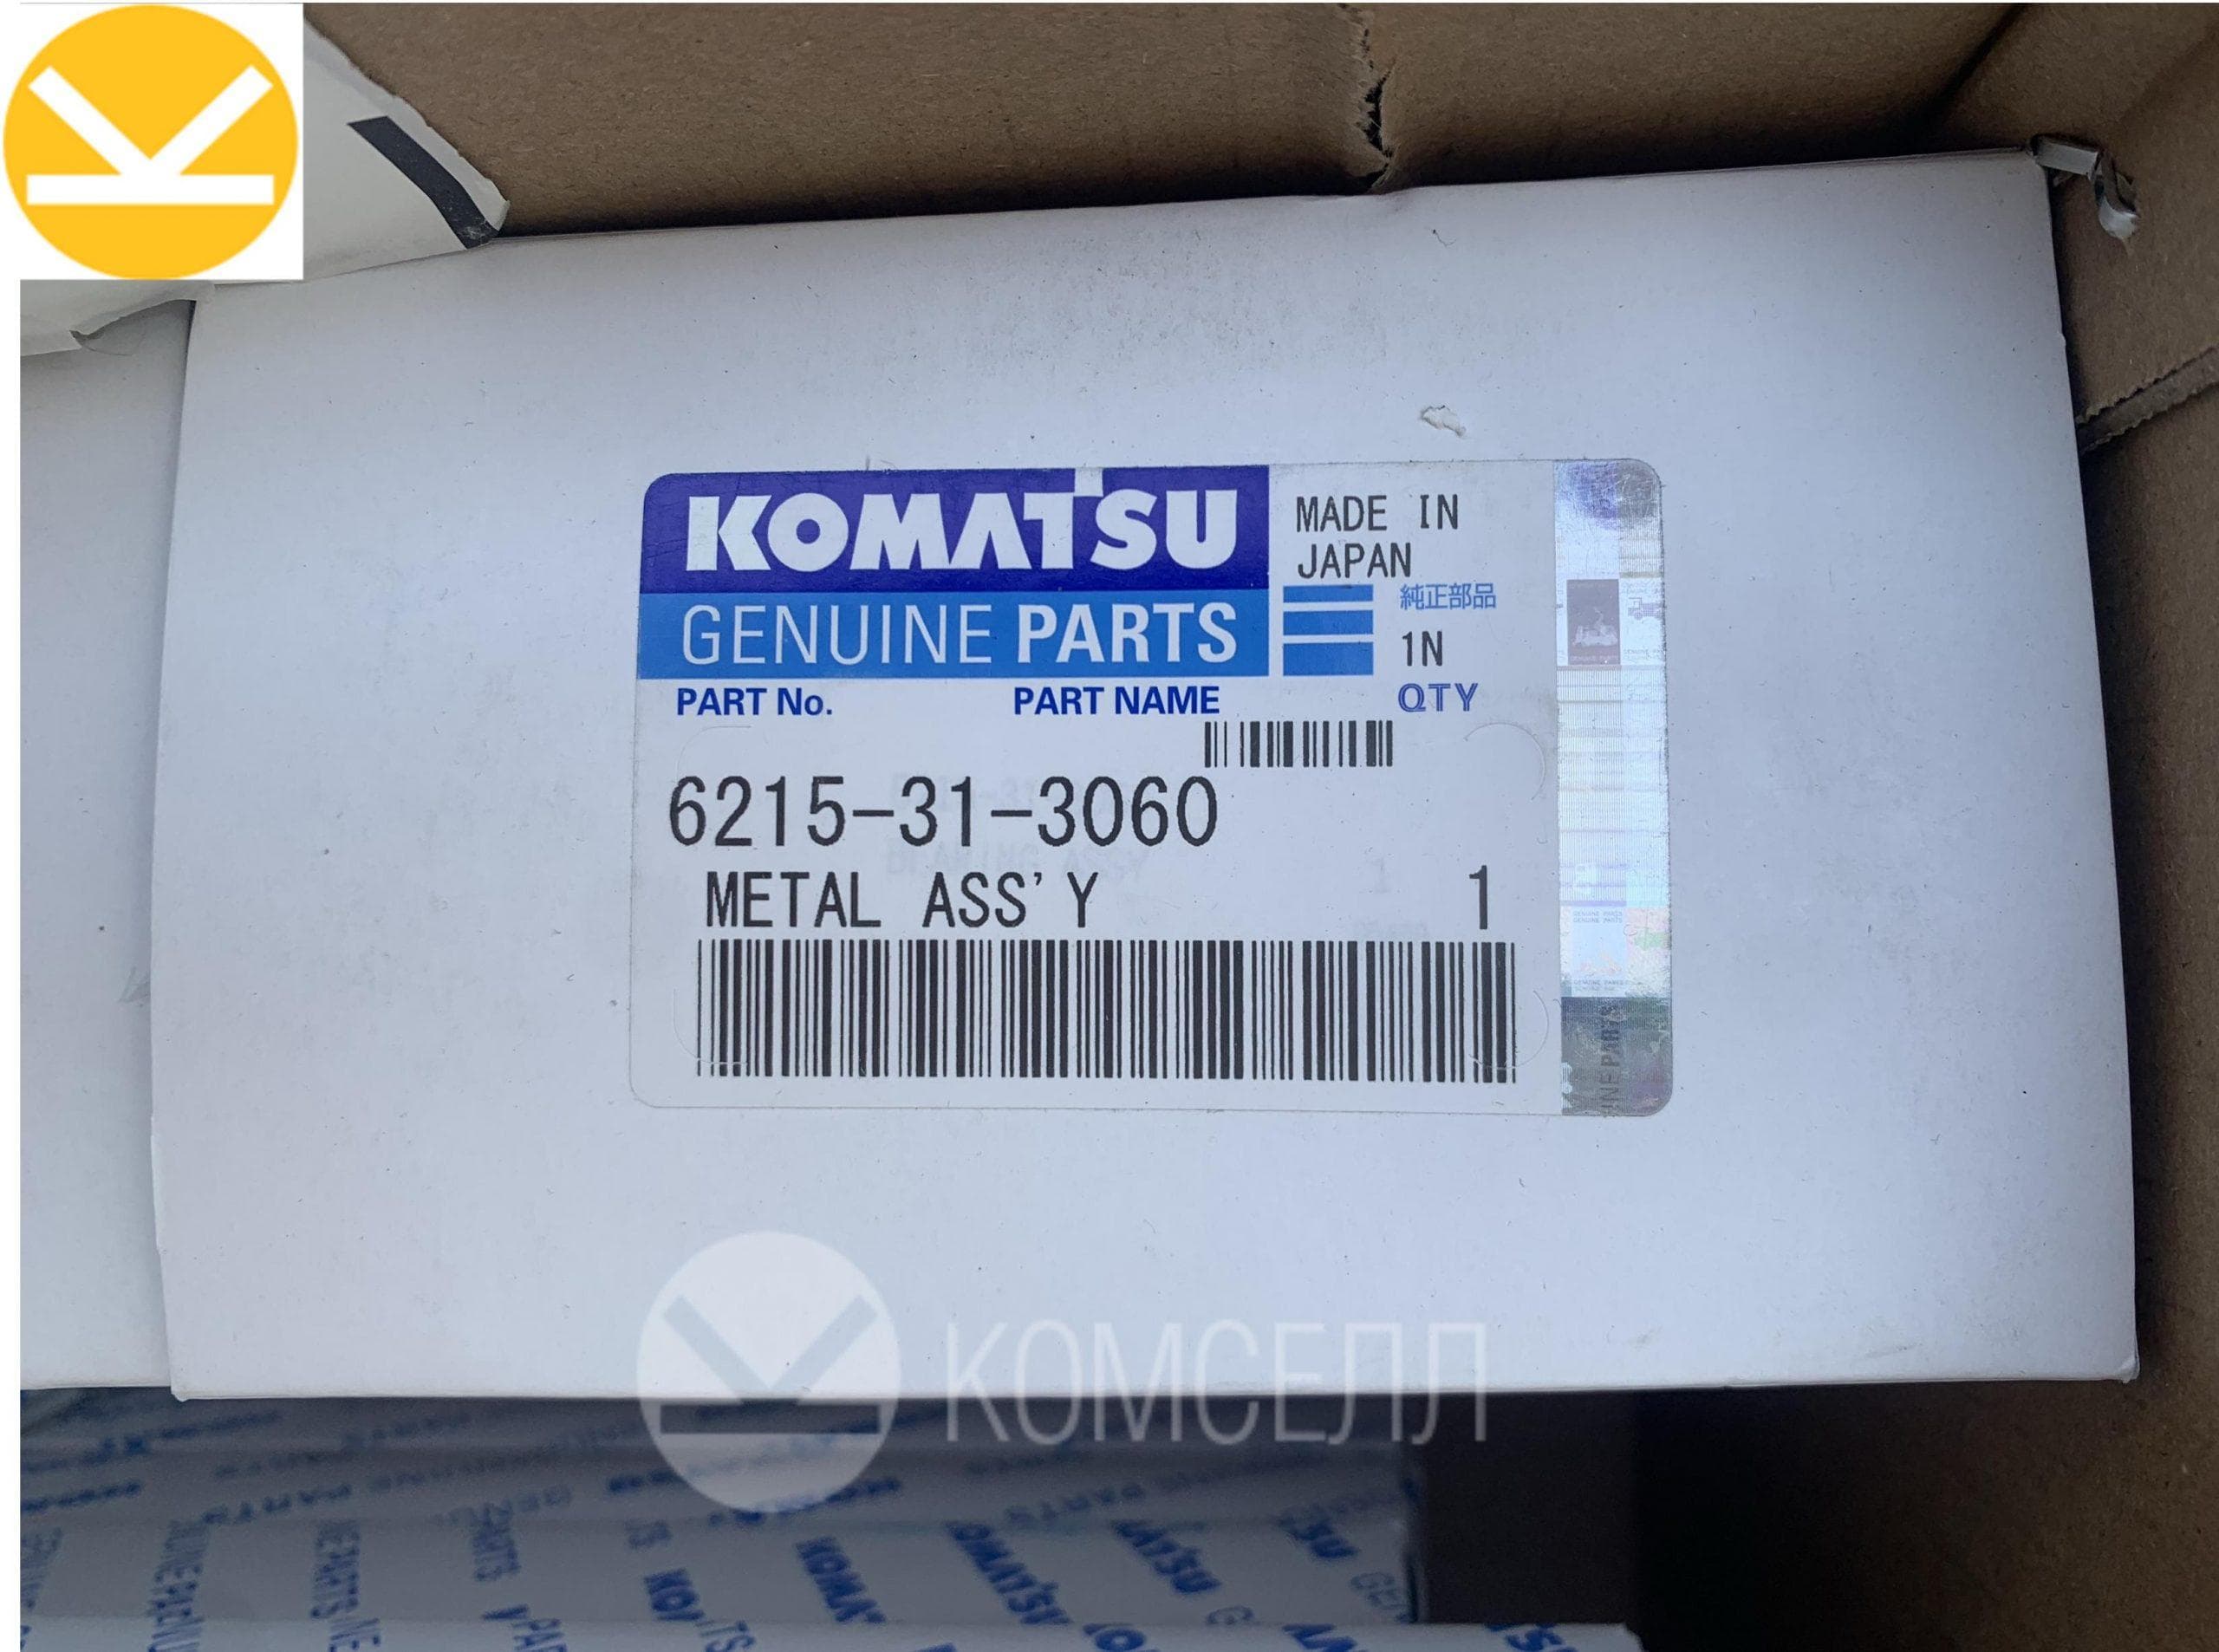 KOMATSU
GENUINE PARTS
MADE IN
JAPAN
純正部品
1N
PART No.
PART NAME
QTY
6215-31-3060
METAL ASS'Y
1
КОМСЕЛЛ